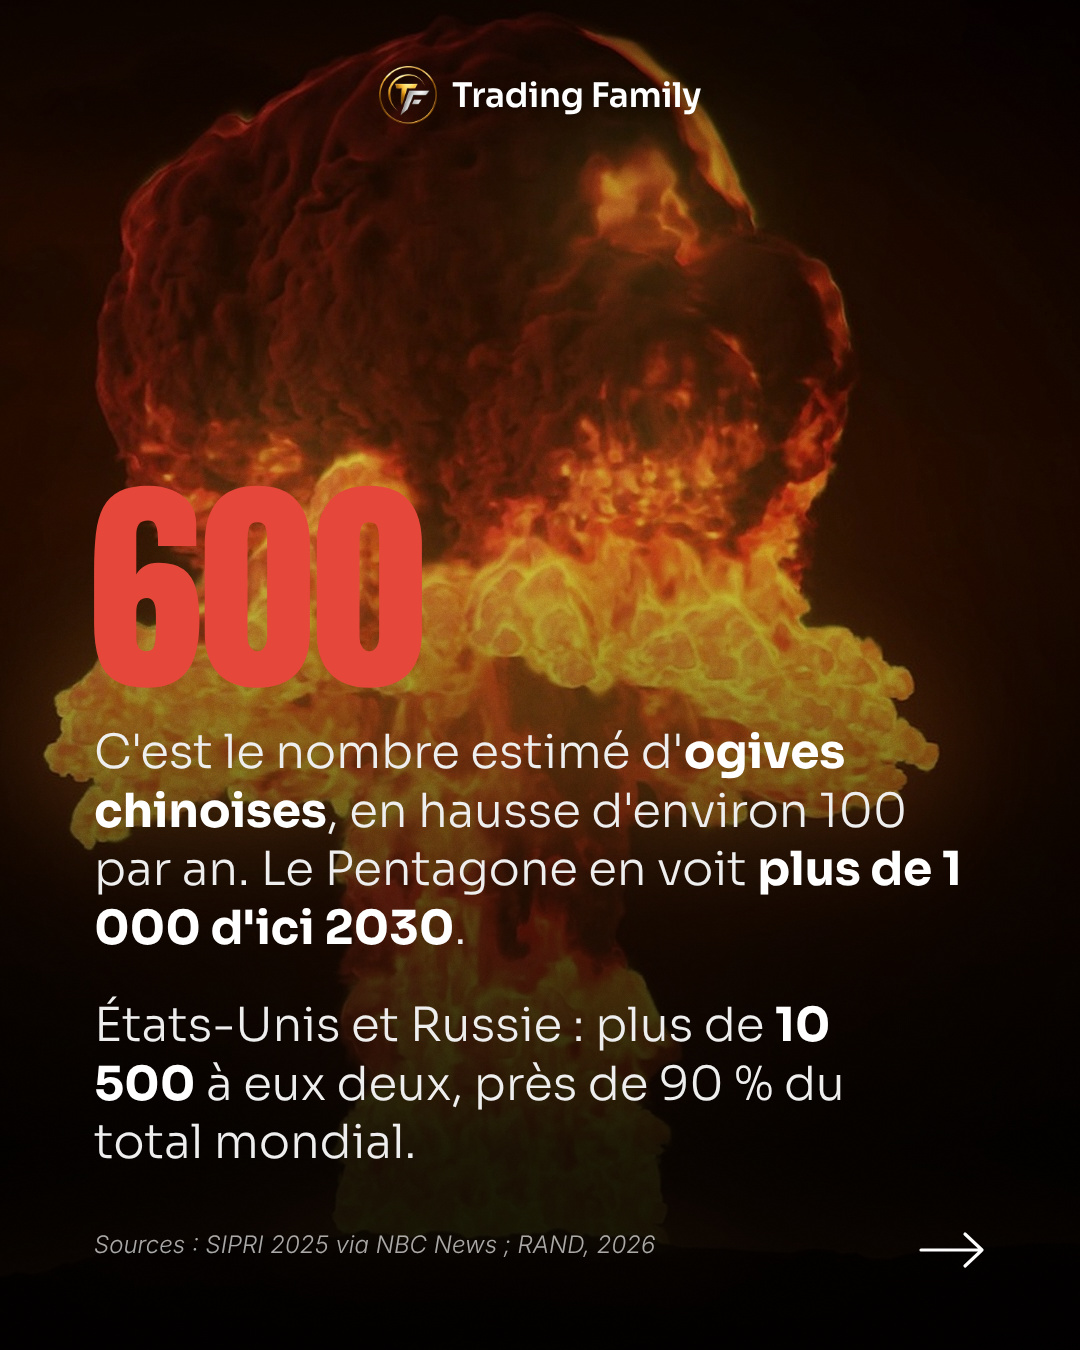 Trading Family
600
C'est le nombre estimé d'ogives
chinoises, en hausse d'environ 100
par an. Le Pentagone en voit plus de 1
000 d'ici 2030.
États-Unis et Russie : plus de 10
500 à eux deux, près de 90 % du
total mondial.
Sources : SIPRI 2025 via NBC News ; RAND, 2026